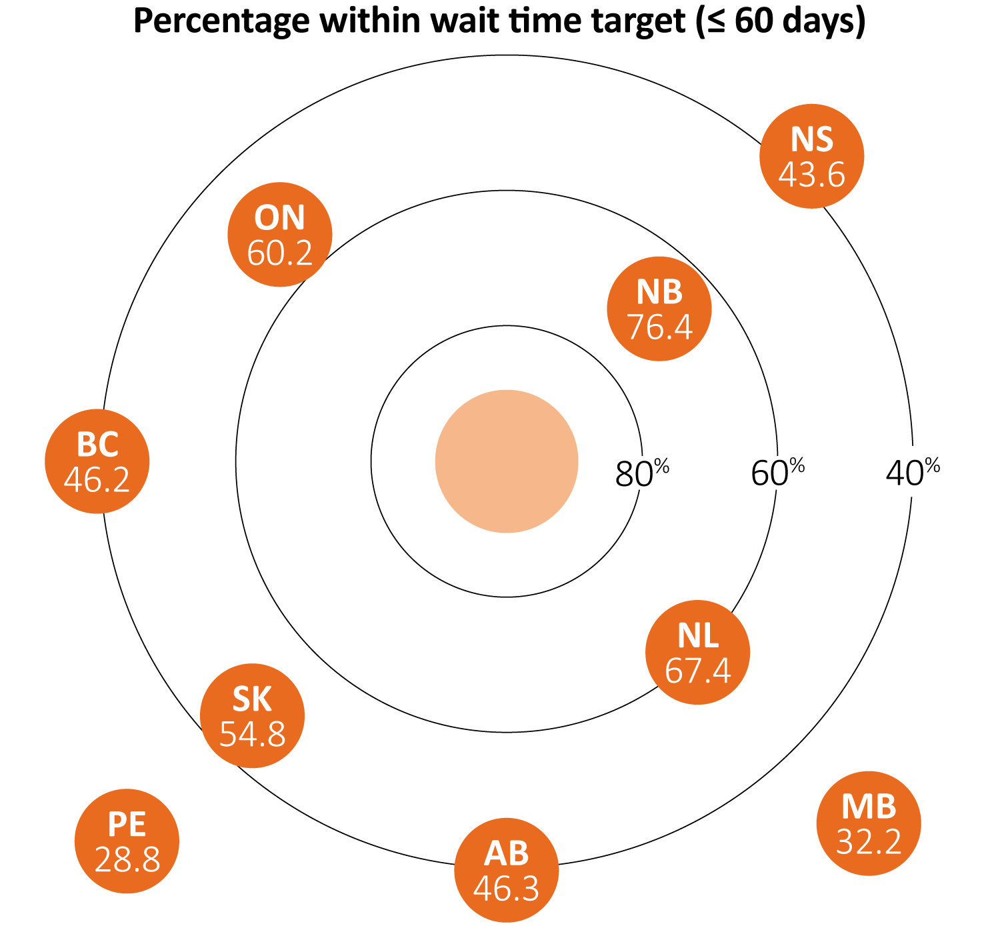 Percentage within wait time target (≤ 60 days)
NS
43.6
ON
60.2
NB
76.4
BC
46.2
80%
60%
40%
NL
67.4
SK
54.8
MB
32.2
PE
28.8
AB
46.3